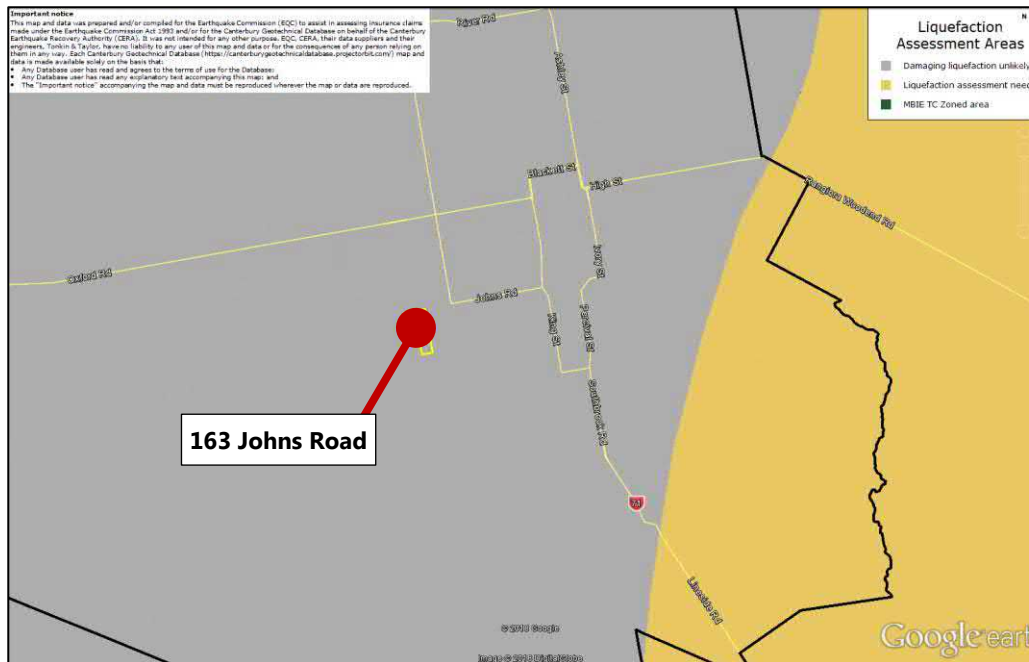 Important notice
This map and data was prepared and/or compiled for the Earthquake Commission (EQC) to assist in assessing insurance claims
made under the Earthquake Commission Act 1993 and/or for the Canterbury Geotechnical Database on behalf of the Canterbury
Earthquake Recovery Authority (CERA). It was not intended for any other purpose. EQC, CERA, their data suppliers and their
engineers, Tonkin & Taylor, have no liability to any user of this map and data or for the consequences of any person relying on
them in any way. Each Canterbury Geotechnical Database (https://canterburygeotechnicaldatabase.projectorbit.com/) map and
data is made available solely on the basis that:
• Any Database user has read and agrees to the terms of use for the Database;
• Any Database user has read any explanatory text accompanying this map; and
• The "Important notice" accompanying the map and data must be reproduced wherever the map or data are reproduced.
N
Liquefaction
Assessment Areas
Damaging liquefaction unlikely
Liquefaction assessment need
MBIE TC Zoned area
River Rd
Ashley St
Blackett St
High St
Rangiora Woodend Rd
Oxford Rd
Ivory St
Johns Rd
King St
Percival St
163 Johns Road
Southbrook Rd
71
Lineside Rd
© 2013 Google
Image © 2013 DigitalGlobe
Google eart